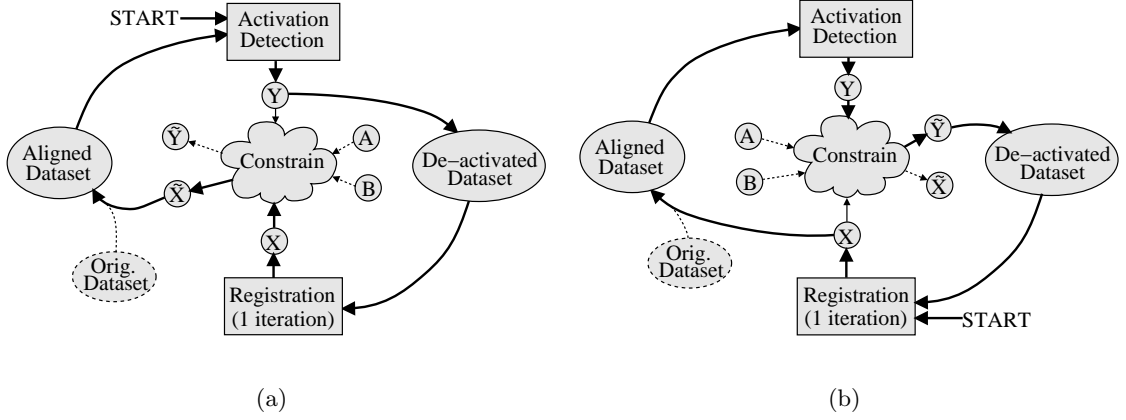 START
Activation
Detection
Y
Ỹ
A
Aligned
Dataset
Constrain
De-activated
Dataset
X̃
B
X
Orig.
Dataset
Registration
(1 iteration)
(a)
Activation
Detection
Y
A
Ỹ
Aligned
Dataset
Constrain
De-activated
Dataset
B
X̃
X
Orig.
Dataset
Registration
(1 iteration)
START
(b)